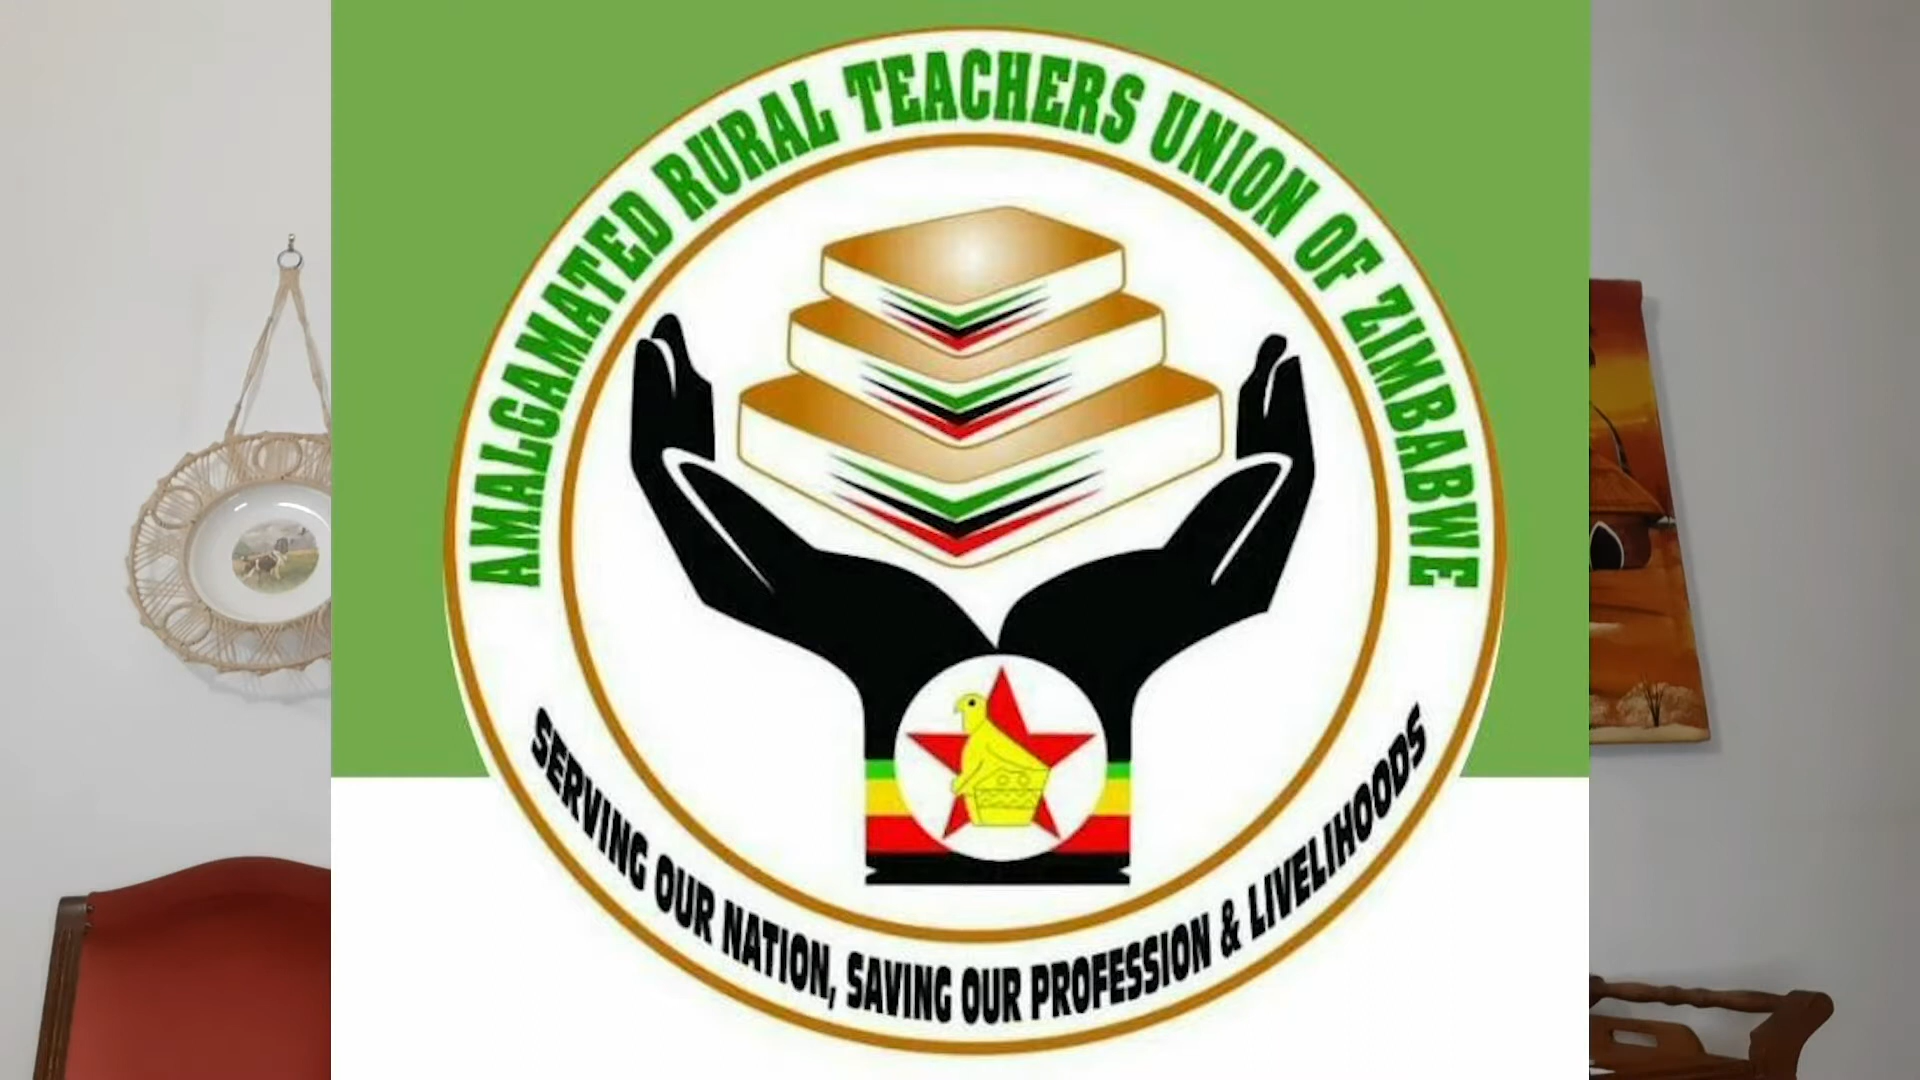 AMALGAMATED RURAL TEACHERS UNION OF ZIMBABWE
SERVING OUR NATION, SAVING OUR PROFESSION & LIVELIHOODS